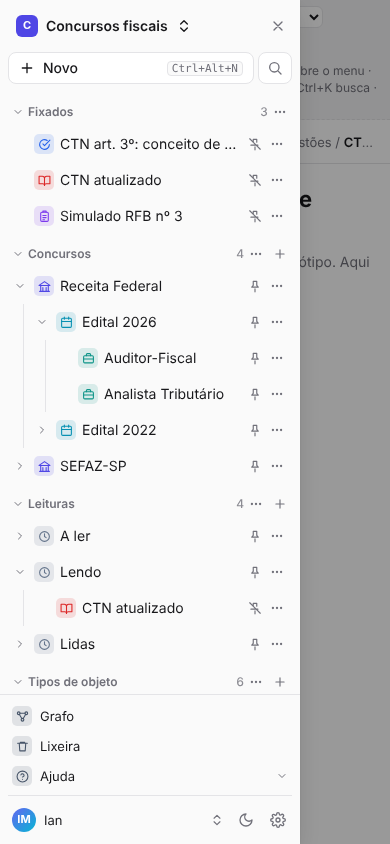 C Concursos fiscais
Novo Ctrl+Alt+N
bre o menu ·
Ctrl+K busca ·
Fixados 3
stões / CT...
CTN art. 3º: conceito de ...
CTN atualizado
e
Simulado RFB nº 3
Concursos 4
ótipo. Aqui
Receita Federal
Edital 2026
Auditor-Fiscal
Analista Tributário
Edital 2022
SEFAZ-SP
Leituras 4
A ler
Lendo
CTN atualizado
Lidas
Tipos de objeto 6
Grafo
Lixeira
Ajuda
IM Ian